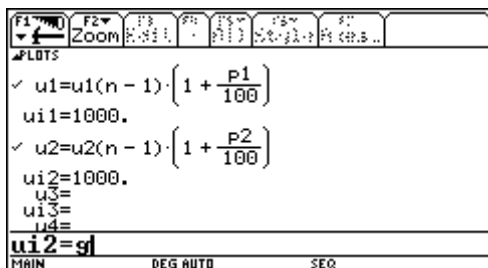 F1 F2
Zoom
PLOTS
✓ u1=u1(n - 1)·(1 + p1/100)
ui1=1000.
✓ u2=u2(n - 1)·(1 + p2/100)
ui2=1000.
u3=
ui3=
u4=
ui2=g
MAIN DEG AUTO SEQ